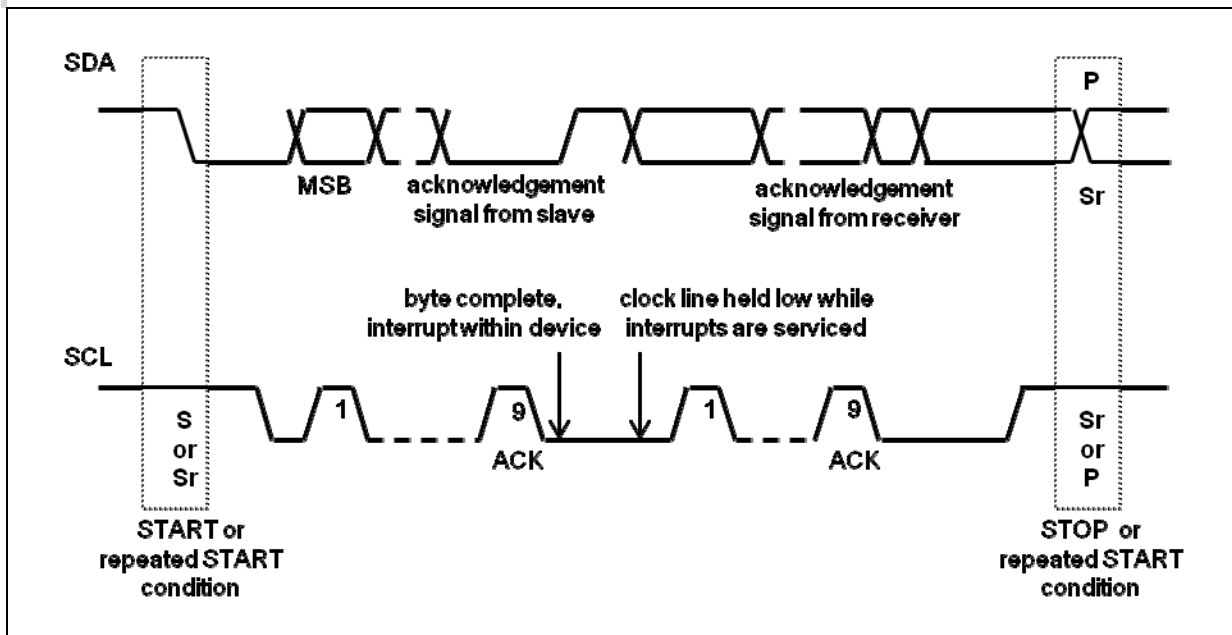 SDA
P
MSB
acknowledgement
signal from slave
acknowledgement
signal from receiver
Sr
byte complete,
interrupt within device
clock line held low while
interrupts are serviced
SCL
S
or
Sr
1
9
ACK
1
9
ACK
Sr
or
P
START or
repeated START
condition
STOP or
repeated START
condition